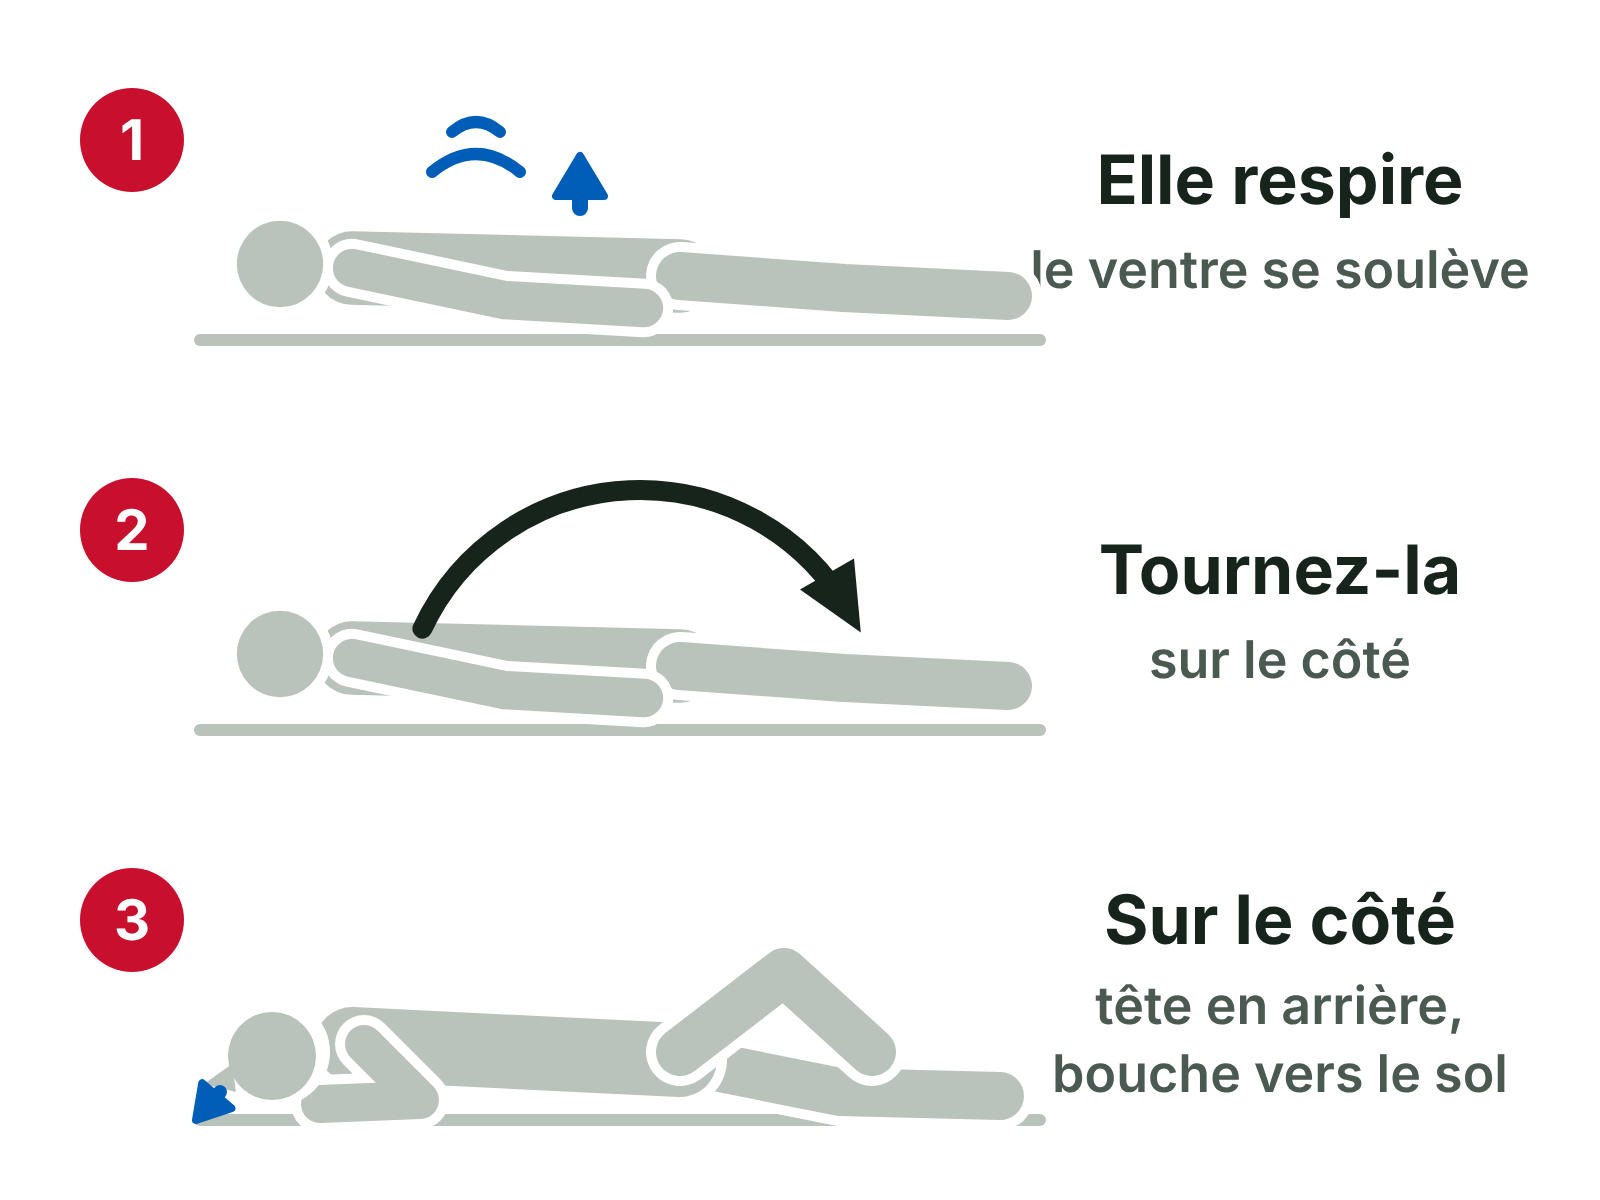 1
Elle respire
le ventre se soulève
2
Tournez-la
sur le côté
3
Sur le côté
tête en arrière,
bouche vers le sol